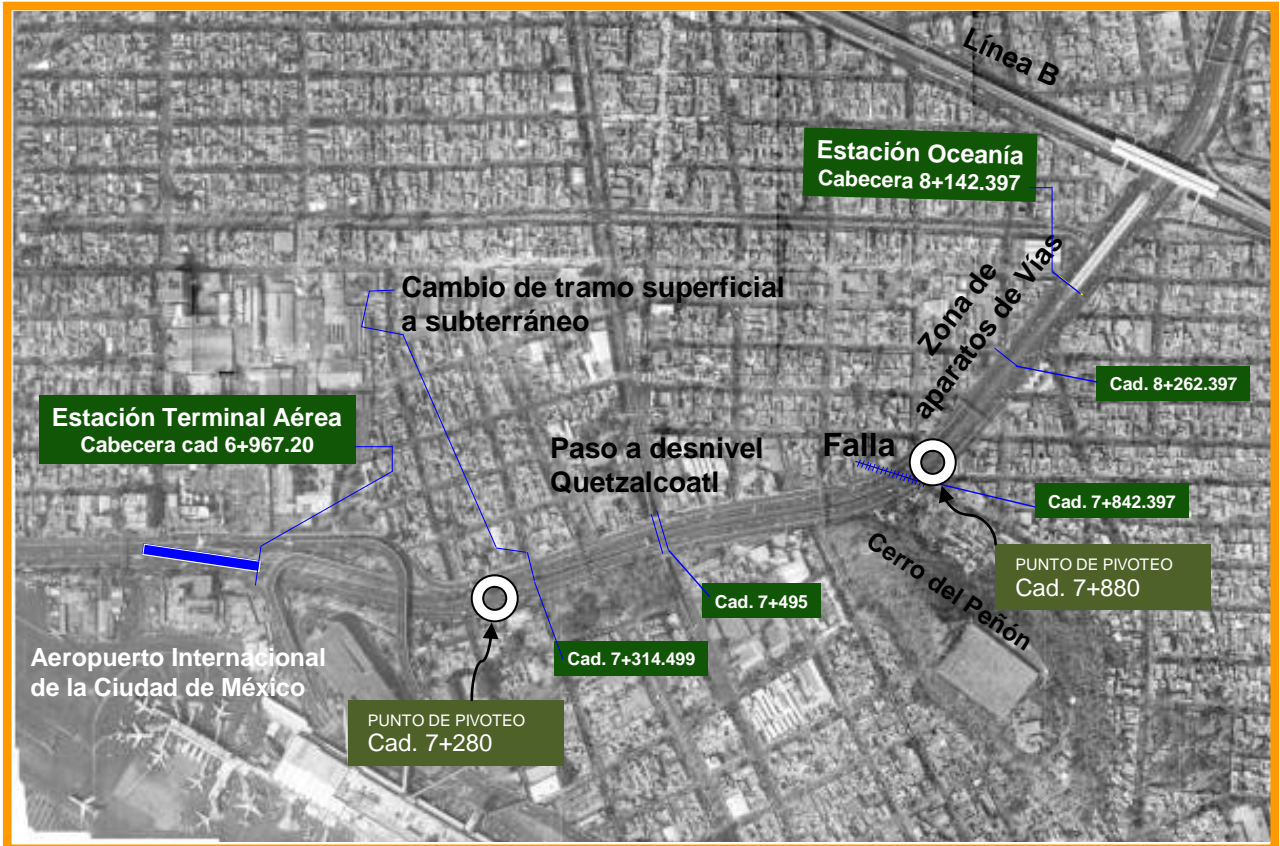 Línea B
Estación Oceanía
Cabecera 8+142.397
Zona de
aparatos de Vías
Cambio de tramo superficial
a subterráneo
Cad. 8+262.397
Estación Terminal Aérea
Cabecera cad 6+967.20
Paso a desnivel
Quetzalcoatl
Falla
Cad. 7+842.397
Cerro del Peñón
PUNTO DE PIVOTEO
Cad. 7+880
Cad. 7+495
Cad. 7+314.499
Aeropuerto Internacional
de la Ciudad de México
PUNTO DE PIVOTEO
Cad. 7+280